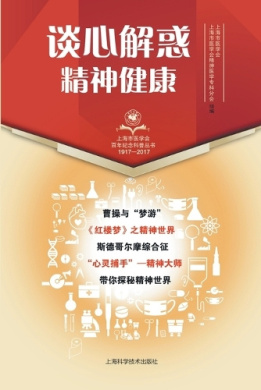 谈心解惑
精神健康
上海市医学会
上海市医学会精神医学专科分会
上海市医学会
百年纪念科普丛书
1917—2017
曹操与“梦游”
《红楼梦》之精神世界
斯德哥尔摩综合征
“心灵捕手”—精神大师
带你探秘精神世界
上海科学技术出版社